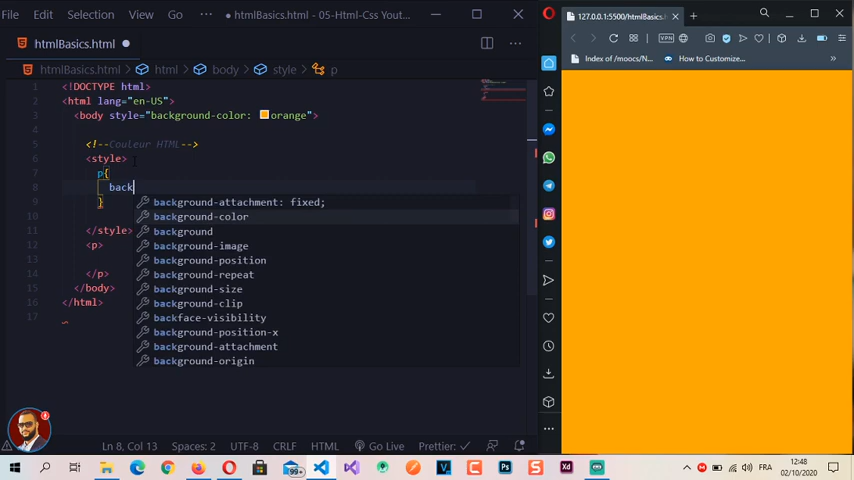 File Edit View Go ··· ● htmlBasics.html - 05-Html-Css Yout...
127.0.0.1:5500/htmlBasics.h
htmlBasics.html ●
VPN
Index of /moocs/N... How to Customize... »
htmlBasics.html > html > body > style > p
1 <!DOCTYPE html>
2 <html lang="en-US">
3 <body style="background-color: orange">
4
5 <!--Couleur HTML-->
6 <style>
7 p{
8 back
background-attachment: fixed;
9 }
10 background-color
background
11 </style>
12 <p>
background-image
13 background-position
14 </p>
background-repeat
15 </body>
background-size
16 </html>
background-clip
17 backface-visibility
background-position-x
background-attachment
background-origin
Ln 8, Col 13 Spaces: 2 UTF-8 CRLF HTML Go Live Prettier: ✓
99+
FRA
12:48
02/10/2020